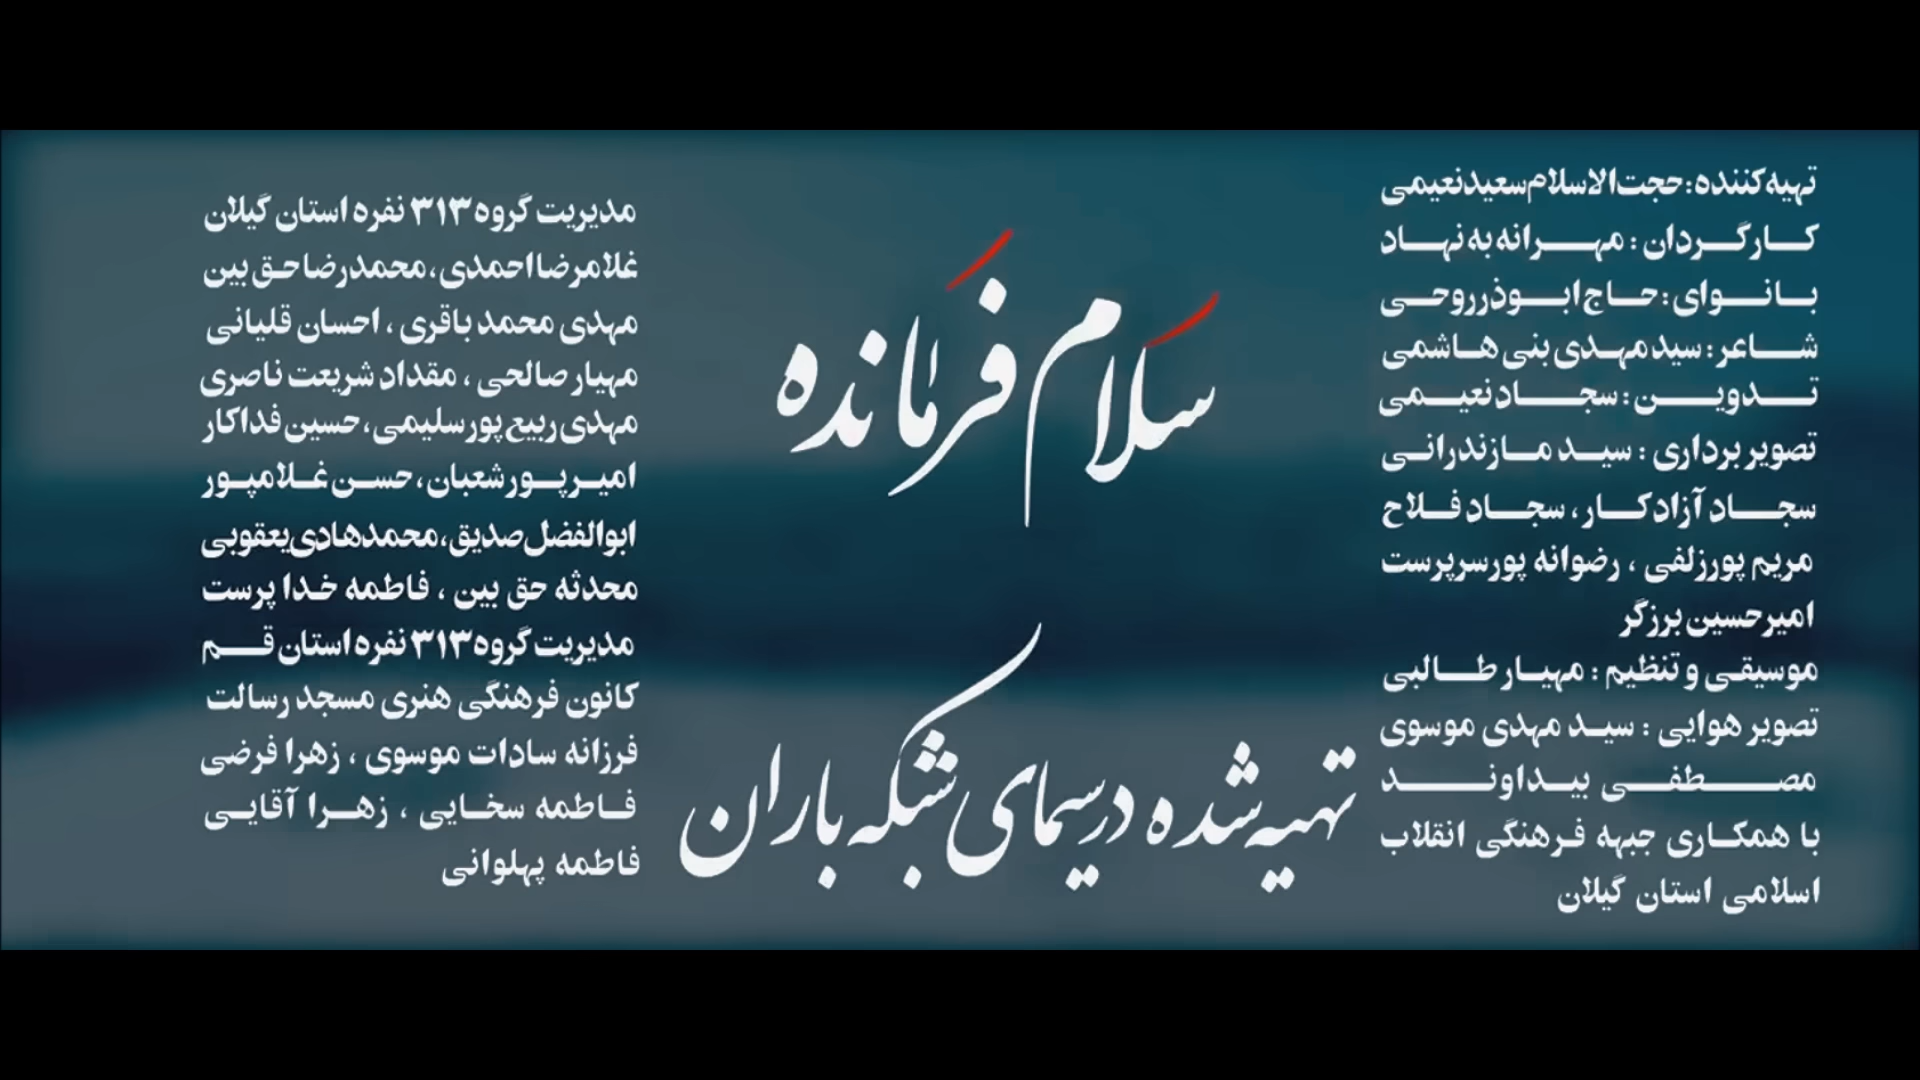 تهیه‌کننده: حجت‌الاسلام سعید نعیمی
کارگردان : مهرانه به نهاد
بانوای: حاج ابوذر روحی
شاعر: سید مهدی بنی هاشمی
تدوین: سجاد نعیمی
تصویر برداری : سید مازندرانی
سجاد آزادکار، سجاد فلاح
مریم پورزلفی ، رضوانه پورسرپرست
امیرحسین برزگر
موسیقی و تنظیم : مهیار طالبی
تصویر هوایی : سید مهدی موسوی
مصطفی بیداوند
با همکاری جبهه فرهنگی انقلاب
اسلامی استان گیلان
سلام فرمانده
تهیه شده در سیمای شبکه باران
مدیریت گروه ۳۱۳ نفره استان گیلان
غلامرضا احمدی، محمدرضا حق بین
مهدی محمد باقری ، احسان قلیانی
مهیار صالحی ، مقداد شریعت ناصری
مهدی ربیع پور سلیمی، حسین فداکار
امیر پور شعبان، حسن غلامپور
ابوالفضل صدیق، محمدهادی یعقوبی
محدثه حق بین ، فاطمه خدا پرست
مدیریت گروه ۳۱۳ نفره استان قم
کانون فرهنگی هنری مسجد رسالت
فرزانه سادات موسوی ، زهرا فرضی
فاطمه سخایی ، زهرا آقایی
فاطمه پهلوانی